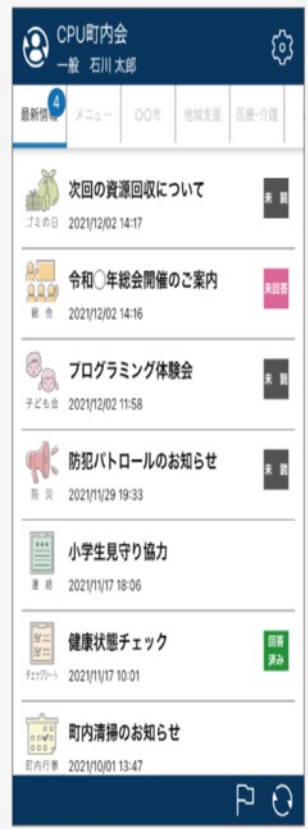 CPU町内会
一般 石川 太郎
最新情報 4 メニュー 〇〇市 地域支援 医療・介護
次回の資源回収について
未読
ゴミの日 2021/12/02 14:17
令和〇年総会開催のご案内
未回答
総会 2021/12/02 14:16
プログラミング体験会
未読
子ども会 2021/12/02 11:58
防犯パトロールのお知らせ
未読
防災 2021/11/29 19:33
小学生見守り協力
連絡 2021/11/17 18:06
健康状態チェック
回答
済み
チェックシート 2021/11/17 10:01
町内清掃のお知らせ
町内行事 2021/10/01 13:47